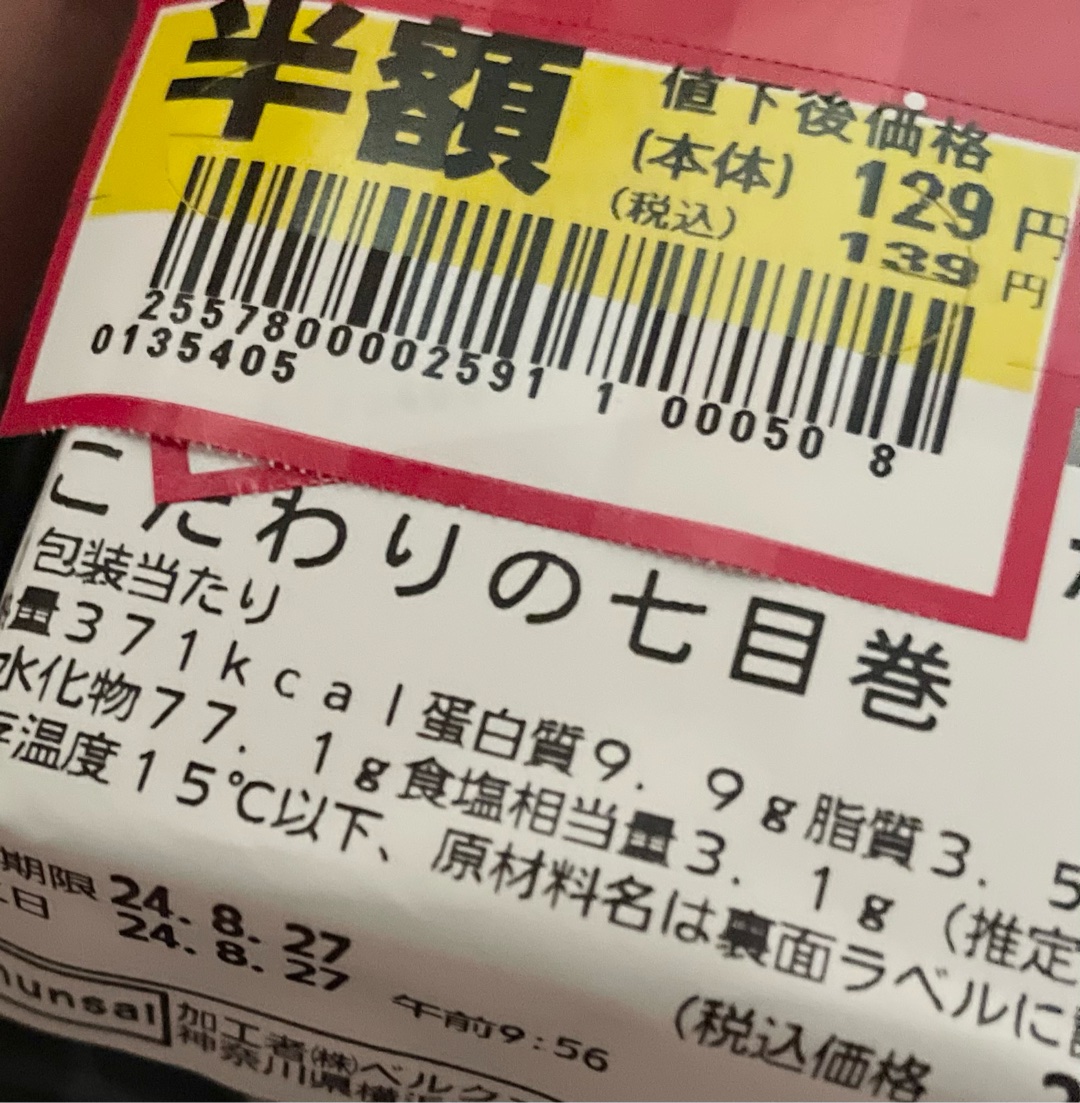 半額
値下後価格
(本体) 129円
(税込) 139円
2557800002591 1 00050 8
0135405
こだわりの七目巻
包装当たり
量371kcal蛋白質9.9g脂質3.5
水化物77.1g食塩相当量3.1g(推定
温度15℃以下、原材料名は裏面ラベルに
期限 24.8.27
日 24.8.27 午前9:56
(税込価格
加工者(株)ベルク
神奈川県横浜